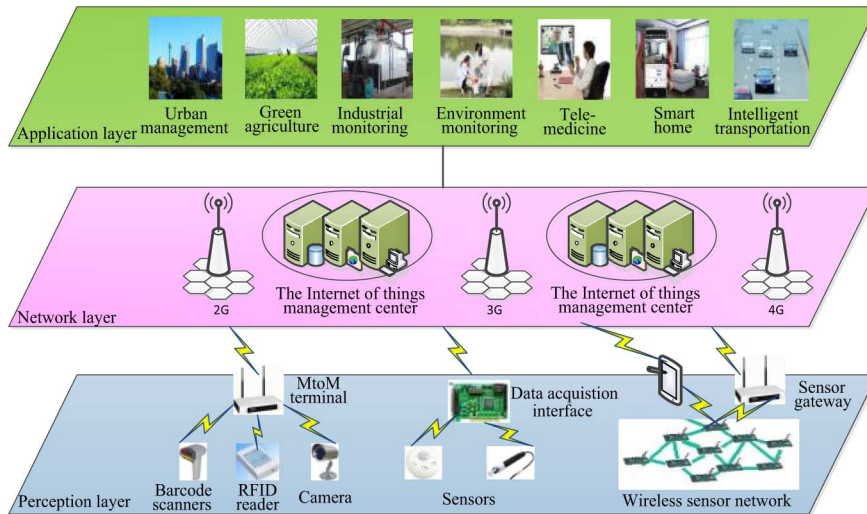 Urban
management
Green
agriculture
Industrial
monitoring
Environment
monitoring
Tele-
medicine
Smart
home
Intelligent
transportation
Application layer
2G
The Internet of things
management center
3G
The Internet of things
management center
4G
Network layer
MtoM
terminal
Data acquistion
interface
Sensor
gateway
Barcode
scanners
RFID
reader
Camera
Sensors
Wireless sensor network
Perception layer